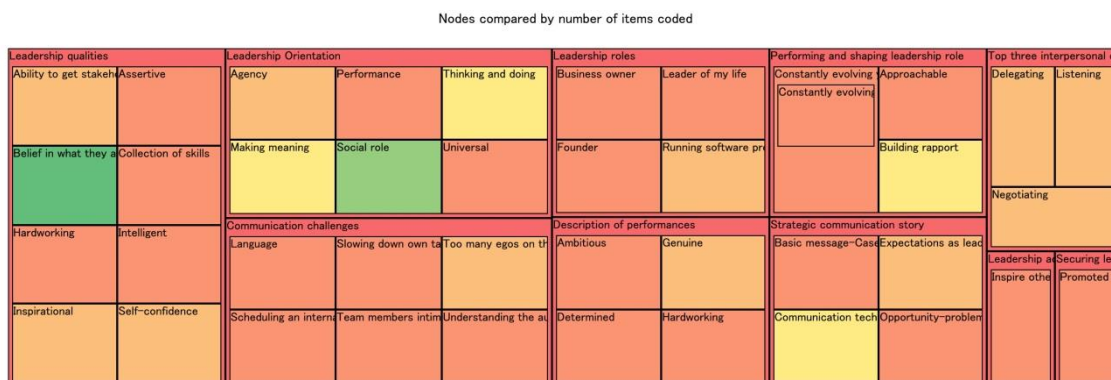 Nodes compared by number of items coded
Leadership qualities
Ability to get stakeh
Assertive
Belief in what they a
Collection of skills
Hardworking
Intelligent
Inspirational
Self-confidence
Leadership Orientation
Agency
Performance
Thinking and doing
Making meaning
Social role
Universal
Communication challenges
Language
Slowing down own ta
Too many egos on th
Scheduling an interna
Team members intim
Understanding the au
Leadership roles
Business owner
Leader of my life
Founder
Running software pro
Description of performances
Ambitious
Genuine
Determined
Hardworking
Performing and shaping leadership role
Constantly evolving
Constantly evolving
Approachable
Building rapport
Strategic communication story
Basic message-Case
Expectations as lead
Communication tech
Opportunity-problem
Top three interpersonal
Delegating
Listening
Negotiating
Leadership
Inspire othe
Securing le
Promoted